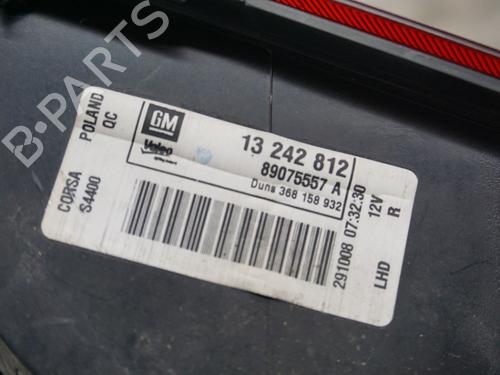 B-PARTS
GM
Valeo
13 242 812
89075557 A
Duns 368 158 932
POLAND
QC
CORSA
S4400
291008 07:32:30
12V
R
LHD